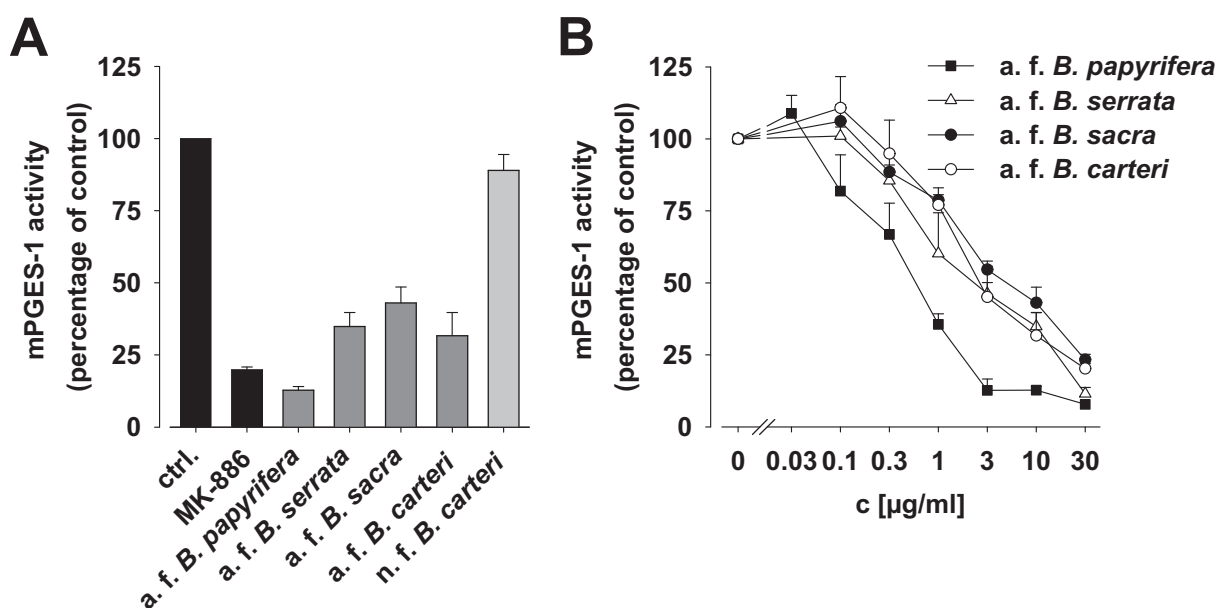 A
mPGES-1 activity
(percentage of control)
125
100
75
50
25
0
ctrl.
MK-886
a. f. B. papyrifera
a. f. B. serrata
a. f. B. sacra
a. f. B. carteri
n. f. B. carteri
B
mPGES-1 activity
(percentage of control)
125
100
75
50
25
0
a. f. B. papyrifera
a. f. B. serrata
a. f. B. sacra
a. f. B. carteri
0 0.03 0.1 0.3 1 3 10 30
c [µg/ml]